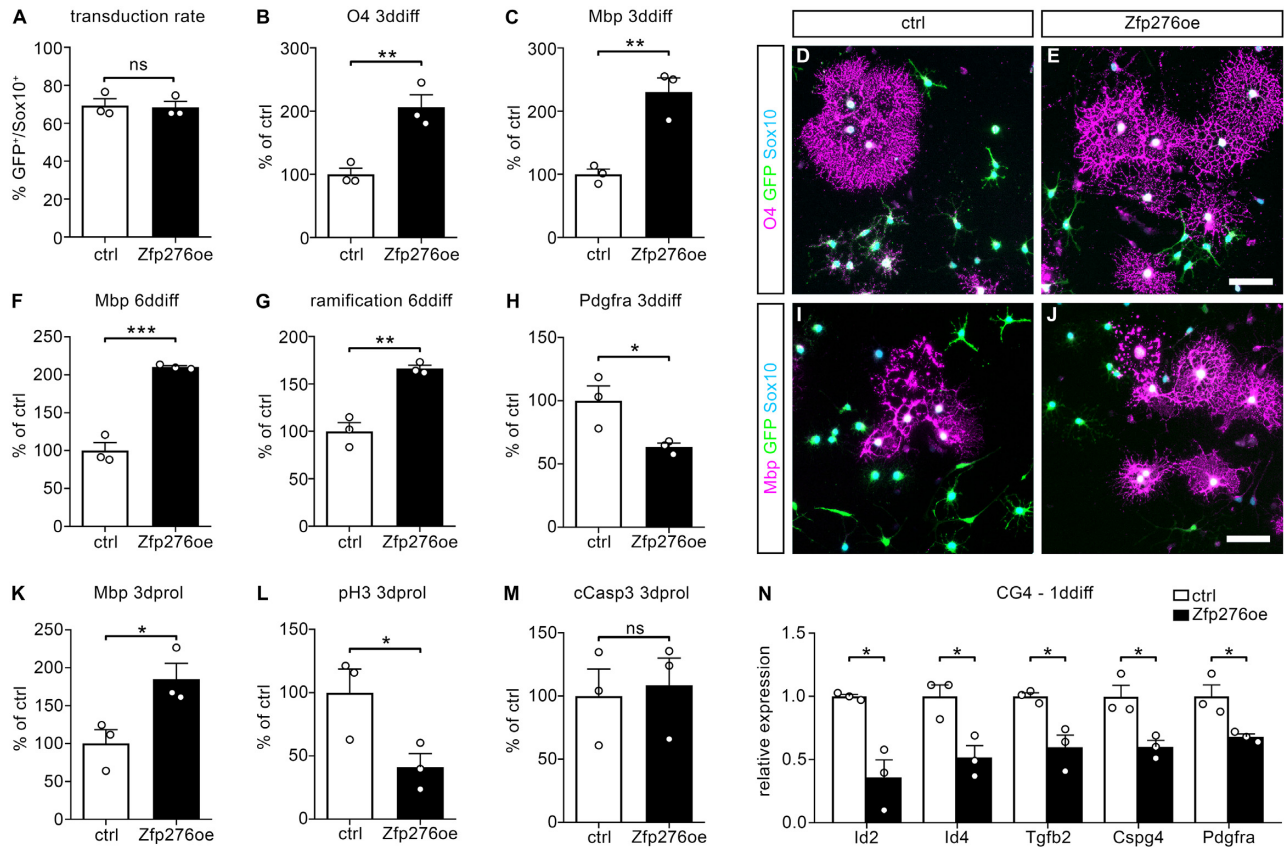 A transduction rate
% GFP⁺/Sox10⁺
100
80
60
40
20
0
ns
ctrl Zfp276oe
B O4 3ddiff
% of ctrl
300
200
100
0
**
ctrl Zfp276oe
C Mbp 3ddiff
% of ctrl
300
200
100
0
**
ctrl Zfp276oe
ctrl
Zfp276oe
O4 GFP Sox10
D
E
F Mbp 6ddiff
% of ctrl
250
200
150
100
50
0
***
ctrl Zfp276oe
G ramification 6ddiff
% of ctrl
200
150
100
50
0
**
ctrl Zfp276oe
H Pdgfra 3ddiff
% of ctrl
150
100
50
0
*
ctrl Zfp276oe
Mbp GFP Sox10
I
J
K Mbp 3dprol
% of ctrl
250
200
150
100
50
0
*
ctrl Zfp276oe
L pH3 3dprol
% of ctrl
150
100
50
0
*
ctrl Zfp276oe
M cCasp3 3dprol
% of ctrl
150
100
50
0
ns
ctrl Zfp276oe
N CG4 - 1ddiff
ctrl
Zfp276oe
relative expression
1.5
1.0
0.5
0.0
* * * * *
Id2 Id4 Tgfb2 Cspg4 Pdgfra